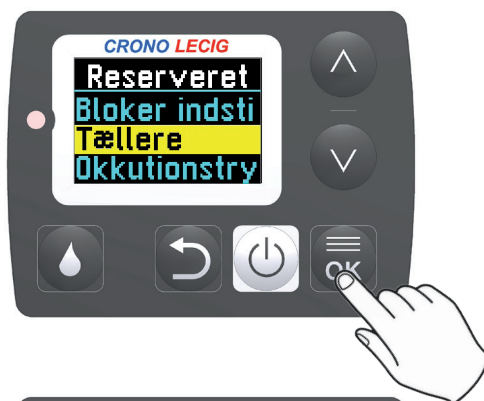 CRONO LECIG
Reserveret
Bloker indsti
Tællere
Okkutionstry
OK